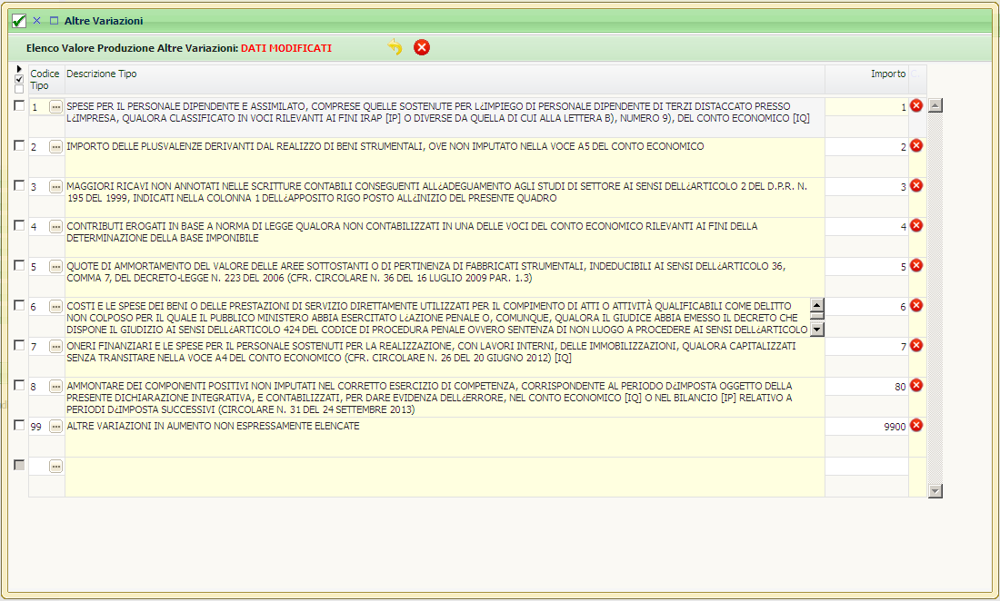 Altre Variazioni
Elenco Valore Produzione Altre Variazioni: DATI MODIFICATI
Codice Tipo
Descrizione Tipo
Importo
1 ... SPESE PER IL PERSONALE DIPENDENTE E ASSIMILATO, COMPRESE QUELLE SOSTENUTE PER L¿IMPIEGO DI PERSONALE DIPENDENTE DI TERZI DISTACCATO PRESSO 1
L¿IMPRESA, QUALORA CLASSIFICATO IN VOCI RILEVANTI AI FINI IRAP [IP] O DIVERSE DA QUELLA DI CUI ALLA LETTERA B), NUMERO 9), DEL CONTO ECONOMICO [IQ]
2 ... IMPORTO DELLE PLUSVALENZE DERIVANTI DAL REALIZZO DI BENI STRUMENTALI, OVE NON IMPUTATO NELLA VOCE A5 DEL CONTO ECONOMICO 2
3 ... MAGGIORI RICAVI NON ANNOTATI NELLE SCRITTURE CONTABILI CONSEGUENTI ALL¿ADEGUAMENTO AGLI STUDI DI SETTORE AI SENSI DELL¿ARTICOLO 2 DEL D.P.R. N. 3
195 DEL 1999, INDICATI NELLA COLONNA 1 DELL¿APPOSITO RIGO POSTO ALL¿INIZIO DEL PRESENTE QUADRO
4 ... CONTRIBUTI EROGATI IN BASE A NORMA DI LEGGE QUALORA NON CONTABILIZZATI IN UNA DELLE VOCI DEL CONTO ECONOMICO RILEVANTI AI FINI DELLA 4
DETERMINAZIONE DELLA BASE IMPONIBILE
5 ... QUOTE DI AMMORTAMENTO DEL VALORE DELLE AREE SOTTOSTANTI O DI PERTINENZA DI FABBRICATI STRUMENTALI, INDEDUCIBILI AI SENSI DELL¿ARTICOLO 36, 5
COMMA 7, DEL DECRETO-LEGGE N. 223 DEL 2006 (CFR. CIRCOLARE N. 36 DEL 16 LUGLIO 2009 PAR. 1.3)
6 ... COSTI E LE SPESE DEI BENI O DELLE PRESTAZIONI DI SERVIZIO DIRETTAMENTE UTILIZZATI PER IL COMPIMENTO DI ATTI O ATTIVITÀ QUALIFICABILI COME DELITTO 6
NON COLPOSO PER IL QUALE IL PUBBLICO MINISTERO ABBIA ESERCITATO L¿AZIONE PENALE O, COMUNQUE, QUALORA IL GIUDICE ABBIA EMESSO IL DECRETO CHE
DISPONE IL GIUDIZIO AI SENSI DELL¿ARTICOLO 424 DEL CODICE DI PROCEDURA PENALE OVVERO SENTENZA DI NON LUOGO A PROCEDERE AI SENSI DELL¿ARTICOLO
7 ... ONERI FINANZIARI E LE SPESE PER IL PERSONALE SOSTENUTI PER LA REALIZZAZIONE, CON LAVORI INTERNI, DELLE IMMOBILIZZAZIONI, QUALORA CAPITALIZZATI 7
SENZA TRANSITARE NELLA VOCE A4 DEL CONTO ECONOMICO (CFR. CIRCOLARE N. 26 DEL 20 GIUGNO 2012) [IQ]
8 ... AMMONTARE DEI COMPONENTI POSITIVI NON IMPUTATI NEL CORRETTO ESERCIZIO DI COMPETENZA, CORRISPONDENTE AL PERIODO D¿IMPOSTA OGGETTO DELLA 80
PRESENTE DICHIARAZIONE INTEGRATIVA, E CONTABILIZZATI, PER DARE EVIDENZA DELL¿ERRORE, NEL CONTO ECONOMICO [IQ] O NEL BILANCIO [IP] RELATIVO A
PERIODI D¿IMPOSTA SUCCESSIVI (CIRCOLARE N. 31 DEL 24 SETTEMBRE 2013)
99 ... ALTRE VARIAZIONI IN AUMENTO NON ESPRESSAMENTE ELENCATE 9900
...